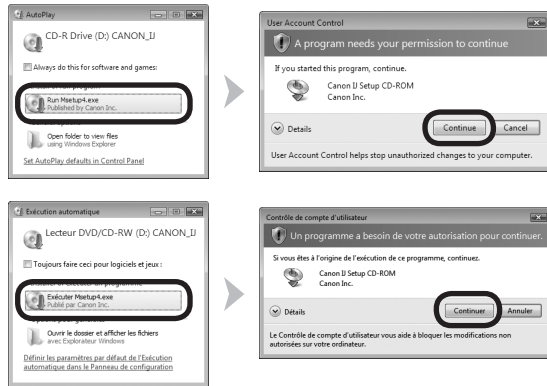 AutoPlay
CD-R Drive (D:) CANON_IJ
Always do this for software and games:
Run Msetup4.exe
Published by Canon Inc.
Open folder to view files
using Windows Explorer
Set AutoPlay defaults in Control Panel
User Account Control
A program needs your permission to continue
If you started this program, continue.
Canon IJ Setup CD-ROM
Canon Inc.
Details
Continue
Cancel
User Account Control helps stop unauthorized changes to your computer.
Exécution automatique
Lecteur DVD/CD-RW (D:) CANON_IJ
Toujours faire ceci pour logiciels et jeux :
Exécuter Msetup4.exe
Publié par Canon Inc.
Ouvrir le dossier et afficher les fichiers
avec Explorateur Windows
Définir les paramètres par défaut de l'Exécution
automatique dans le Panneau de configuration
Contrôle de compte d'utilisateur
Un programme a besoin de votre autorisation pour continuer.
Si vous êtes à l'origine de l'exécution de ce programme, continuez.
Canon IJ Setup CD-ROM
Canon Inc.
Détails
Continuer
Annuler
Le Contrôle de compte d'utilisateur vous aide à bloquer les modifications non
autorisées sur votre ordinateur.